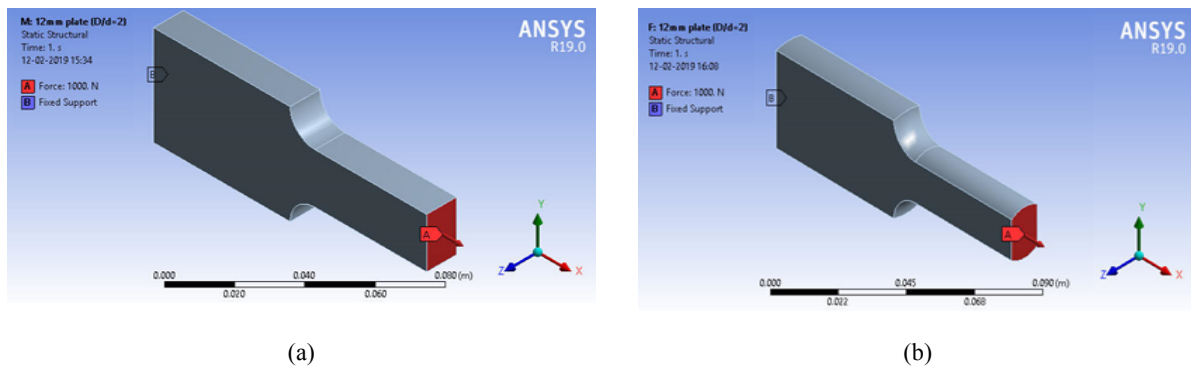 M: 12mm plate (D/d=2)
Static Structural
Time: 1. s
12-02-2019 15:34
A Force: 1000. N
B Fixed Support
ANSYS
R19.0
B
A
Y
Z
X
0.000
0.040
0.080 (m)
0.020
0.060
(a)
F: 12mm plate (D/d=2)
Static Structural
Time: 1. s
12-02-2019 16:08
A Force: 1000. N
B Fixed Support
ANSYS
R19.0
B
A
Y
Z
X
0.000
0.045
0.090 (m)
0.022
0.068
(b)